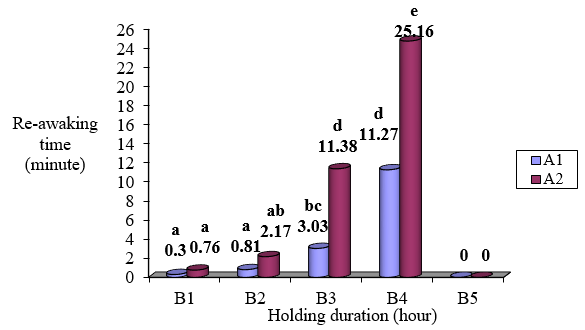 e
25.16
26
24
22
20
18
16
14
12
10
8
6
4
2
0
Re-awaking
time
(minute)
d
11.38
d
11.27
bc
3.03
ab
2.17
a
0.81
a
0.76
a
0.3
0 0
A1
A2
B1 B2 B3 B4 B5
Holding duration (hour)